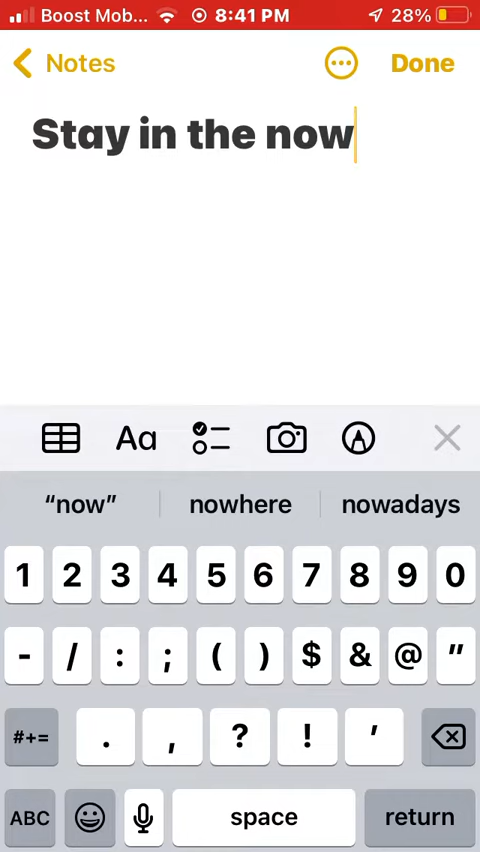 Boost Mob... 8:41 PM 28%
Notes Done
Stay in the now
Aa
“now” nowhere nowadays
1 2 3 4 5 6 7 8 9 0
- / : ; ( ) $ & @ "
#+= . , ? ! '
ABC space return